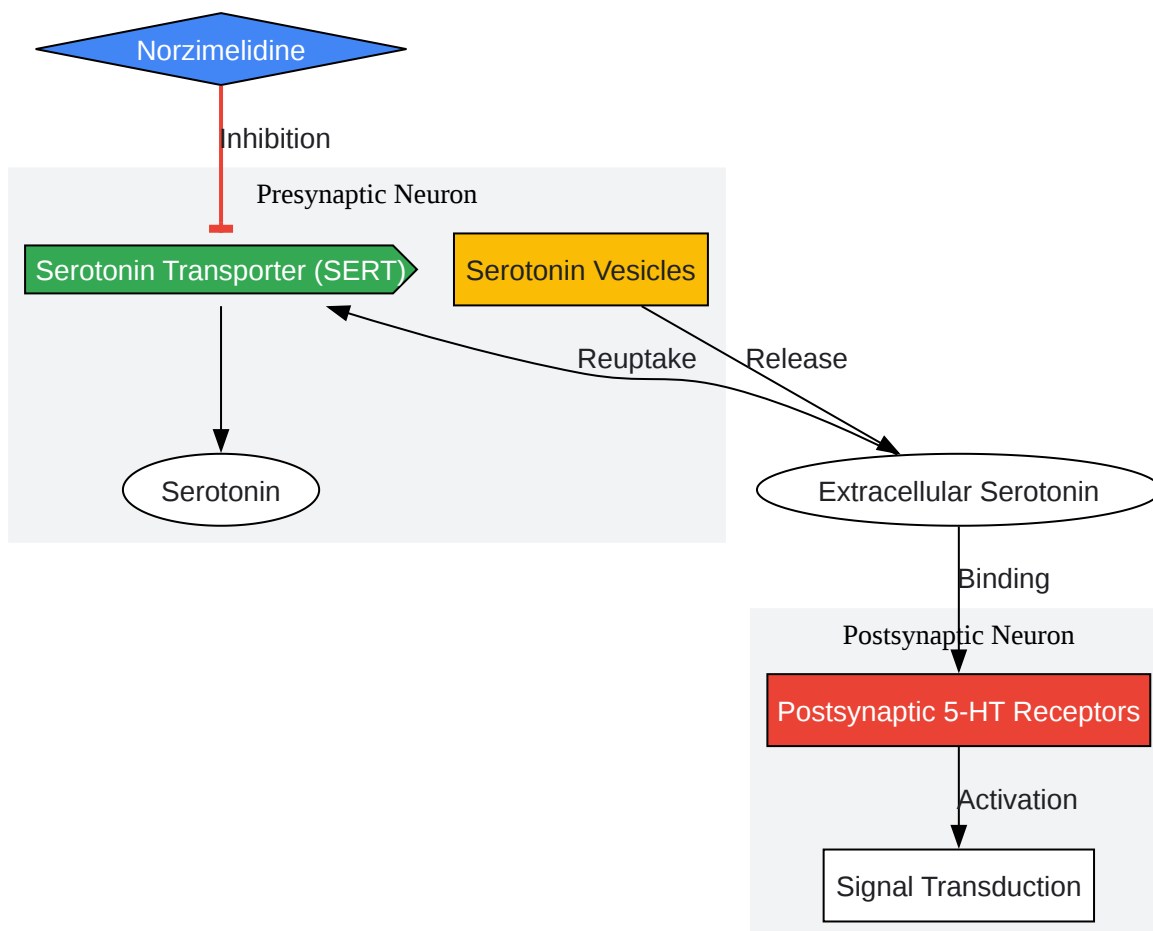 Norzimelidine
Inhibition
Presynaptic Neuron
Serotonin Transporter (SERT)
Serotonin Vesicles
Reuptake
Release
Serotonin
Extracellular Serotonin
Binding
Postsynaptic Neuron
Postsynaptic 5-HT Receptors
Activation
Signal Transduction